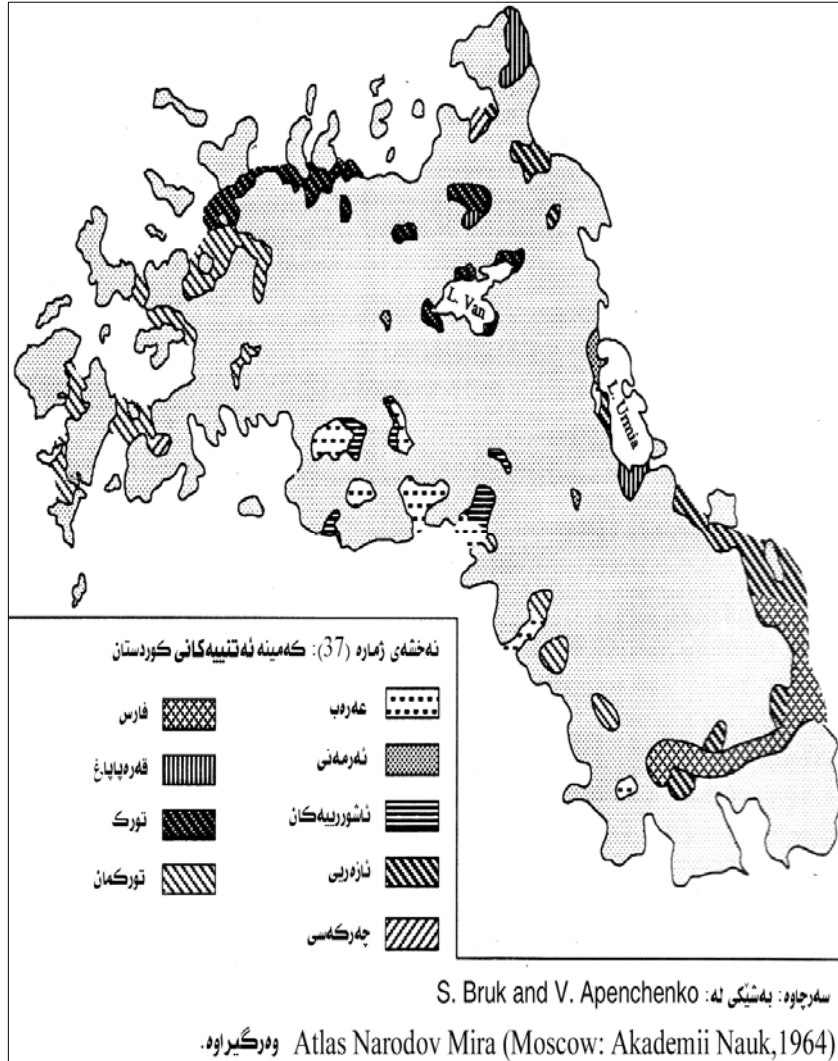 L. Van
L. Urmia
نەخشەی ژمارە (37): کەمینە ئەتنییەکانی کوردستان
عەرەب
ئەرمەنی
ئاشوورییەکان
ئازەریی
چەرکەسی
فارس
قەرەپاپاغ
تورک
تورکمان
سەرچاوە: بەشێکی لە: S. Bruk and V. Apenchenko
Atlas Narodov Mira (Moscow: Akademii Nauk,1964) وەرگیراوە.